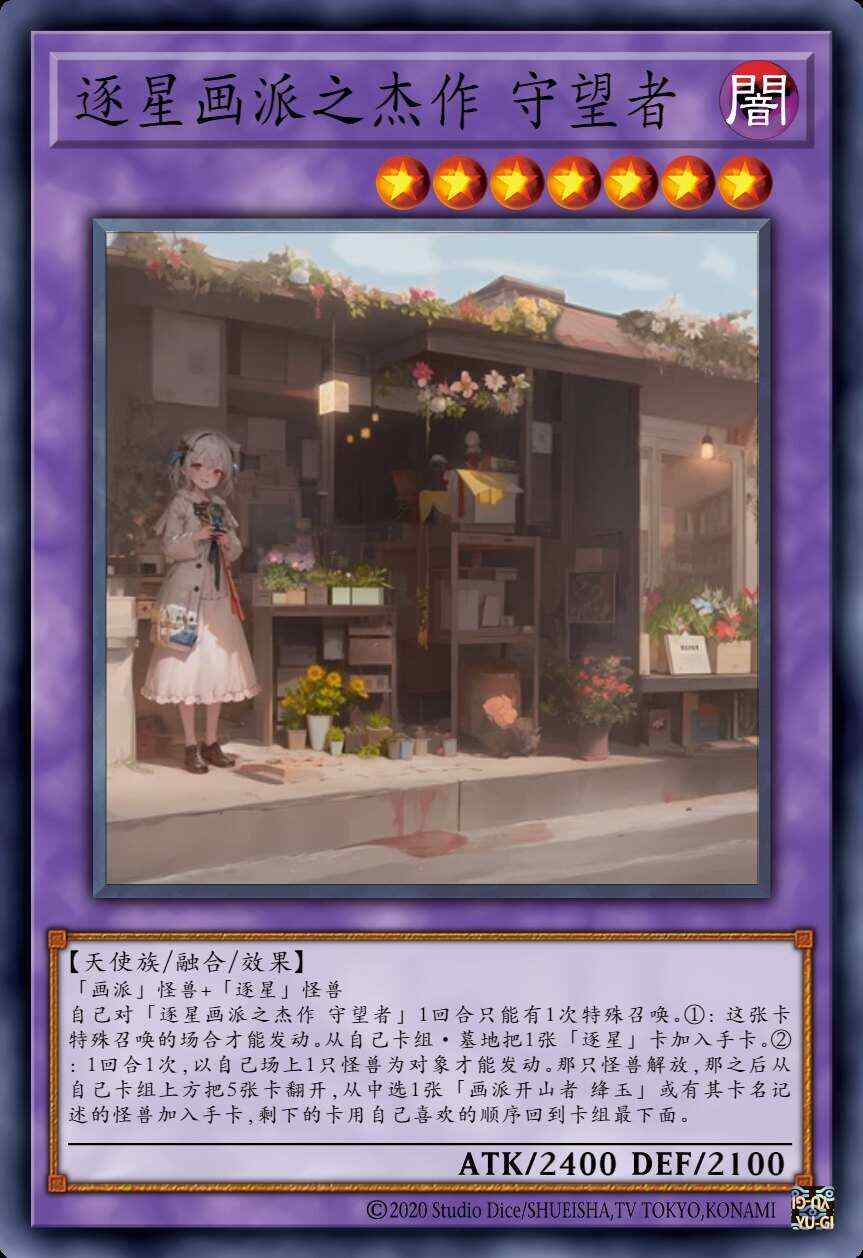 逐星画派之杰作 守望者
闇
【天使族/融合/效果】
「画派」怪兽+「逐星」怪兽
自己对「逐星画派之杰作 守望者」1回合只能有1次特殊召唤。①：这张卡
特殊召唤的场合才能发动。从自己卡组·墓地把1张「逐星」卡加入手卡。②
：1回合1次，以自己场上1只怪兽为对象才能发动。那只怪兽解放，那之后从
自己卡组上方把5张卡翻开，从中选1张「画派开山者 绛玉」或有其卡名记
述的怪兽加入手卡，剩下的卡用自己喜欢的顺序回到卡组最下面。
ATK/2400 DEF/2100
©2020 Studio Dice/SHUEISHA,TV TOKYO,KONAMI